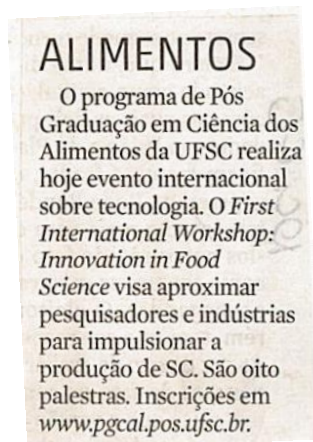 ALIMENTOS
O programa de Pós
Graduação em Ciência dos
Alimentos da UFSC realiza
hoje evento internacional
sobre tecnologia. O First
International Workshop:
Innovation in Food
Science visa aproximar
pesquisadores e indústrias
para impulsionar a
produção de SC. São oito
palestras. Inscrições em
www.pgcal.pos.ufsc.br.